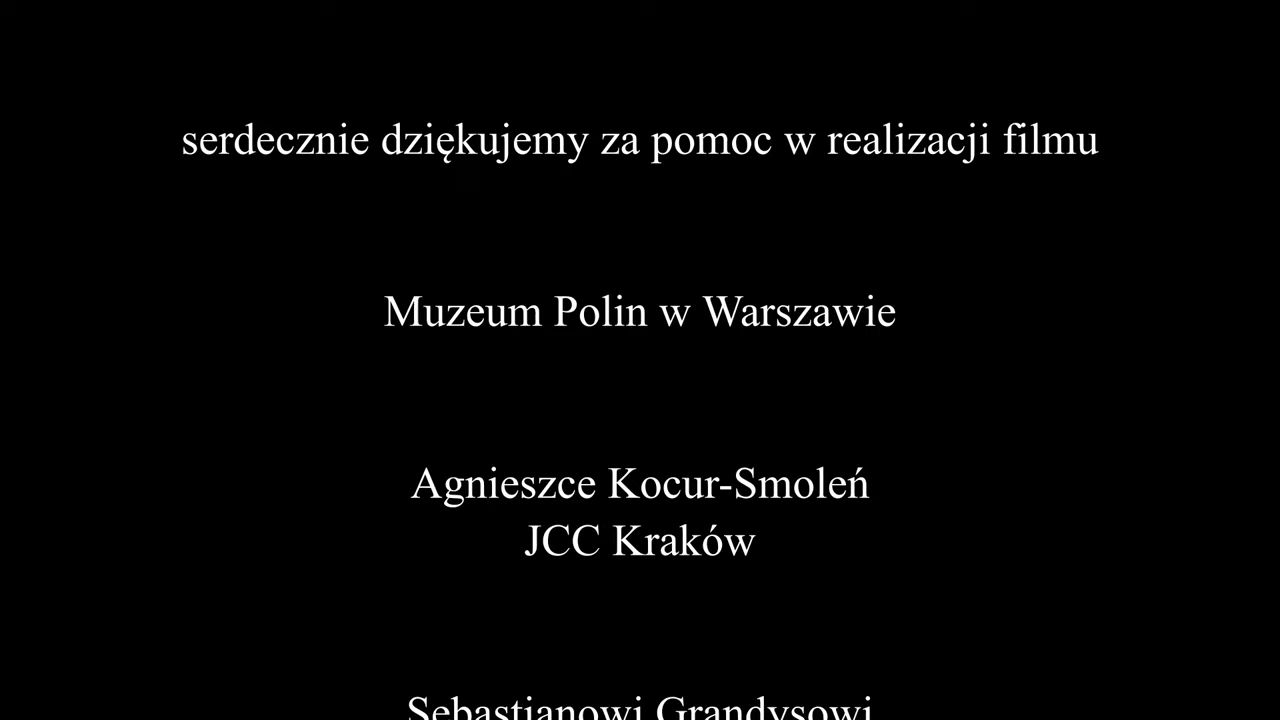 serdecznie dziękujemy za pomoc w realizacji filmu
Muzeum Polin w Warszawie
Agnieszce Kocur-Smoleń
JCC Kraków
Sebastianowi Grandysowi